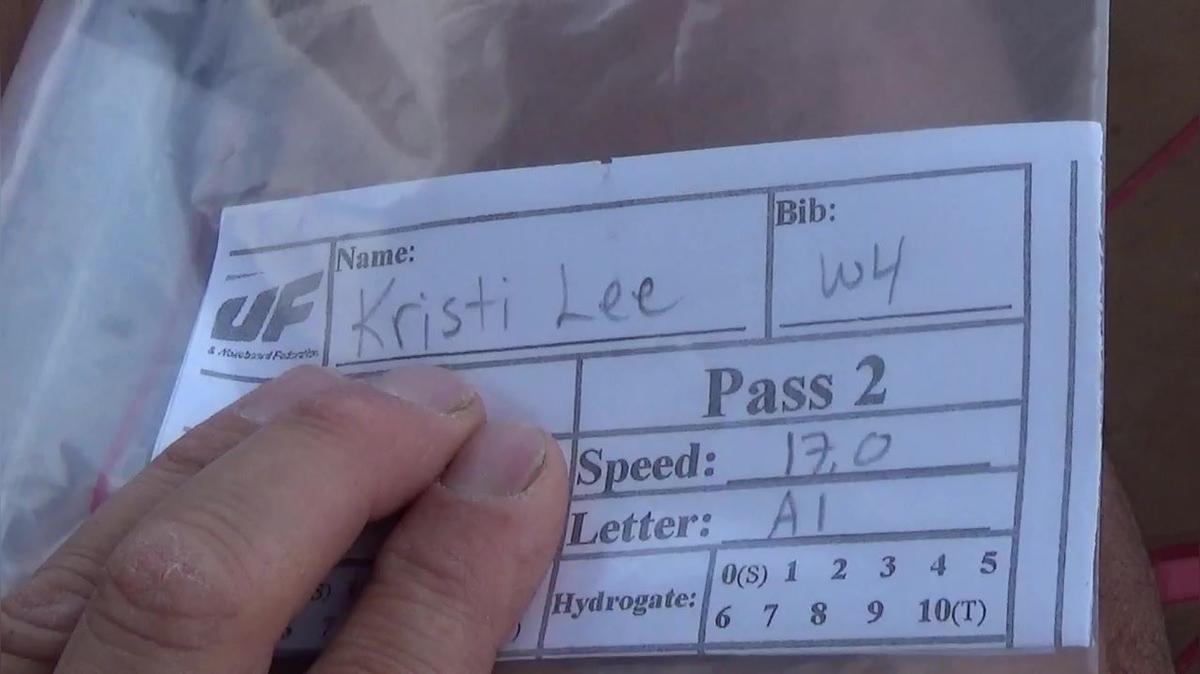 Name:
Kristi Lee
Bib:
W4
UF
Pass 2
Speed: 17.0
Letter: A1
Hydrogate:
0(S) 1 2 3 4 5
6 7 8 9 10(T)